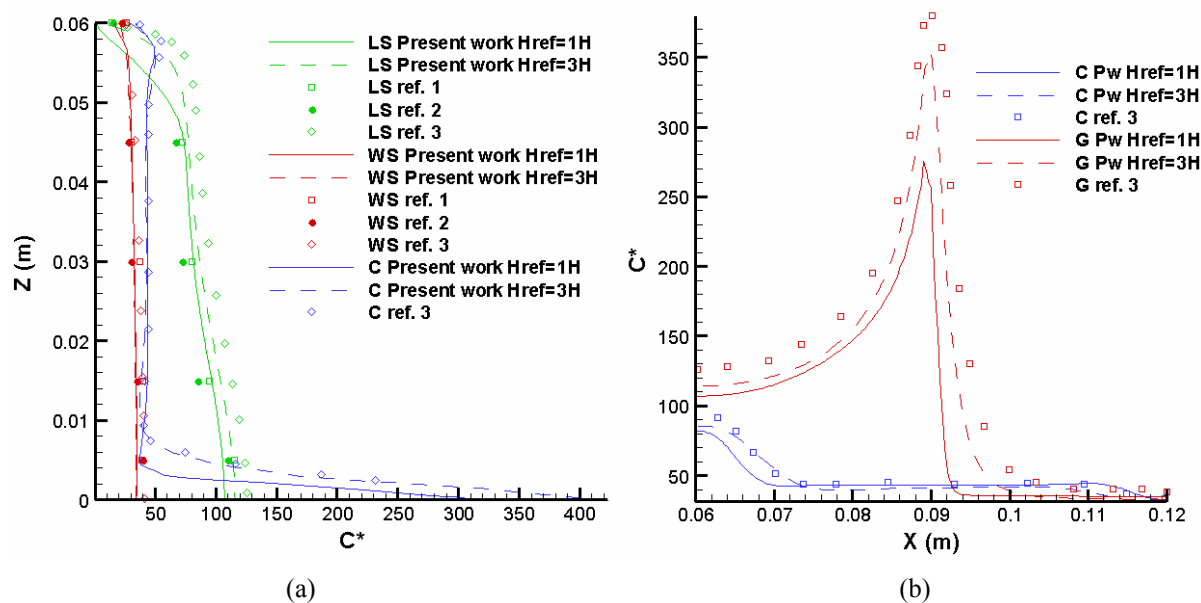 0.06
0.05
0.04
0.03
0.02
0.01
0
Z (m)
50 100 150 200 250 300 350 400
C*
LS Present work Href=1H
LS Present work Href=3H
LS ref. 1
LS ref. 2
LS ref. 3
WS Present work Href=1H
WS Present work Href=3H
WS ref. 1
WS ref. 2
WS ref. 3
C Present work Href=1H
C Present work Href=3H
C ref. 3
(a)
350
300
250
200
150
100
50
C*
0.06 0.07 0.08 0.09 0.1 0.11 0.12
X (m)
C Pw Href=1H
C Pw Href=3H
C ref. 3
G Pw Href=1H
G Pw Href=3H
G ref. 3
(b)